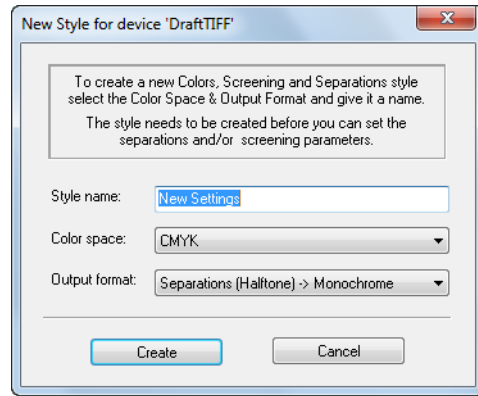 New Style for device 'DraftTIFF'
To create a new Colors, Screening and Separations style
select the Color Space & Output Format and give it a name.
The style needs to be created before you can set the
separations and/or screening parameters.
Style name: New Settings
Color space: CMYK
Output format: Separations (Halftone) -> Monochrome
Create Cancel